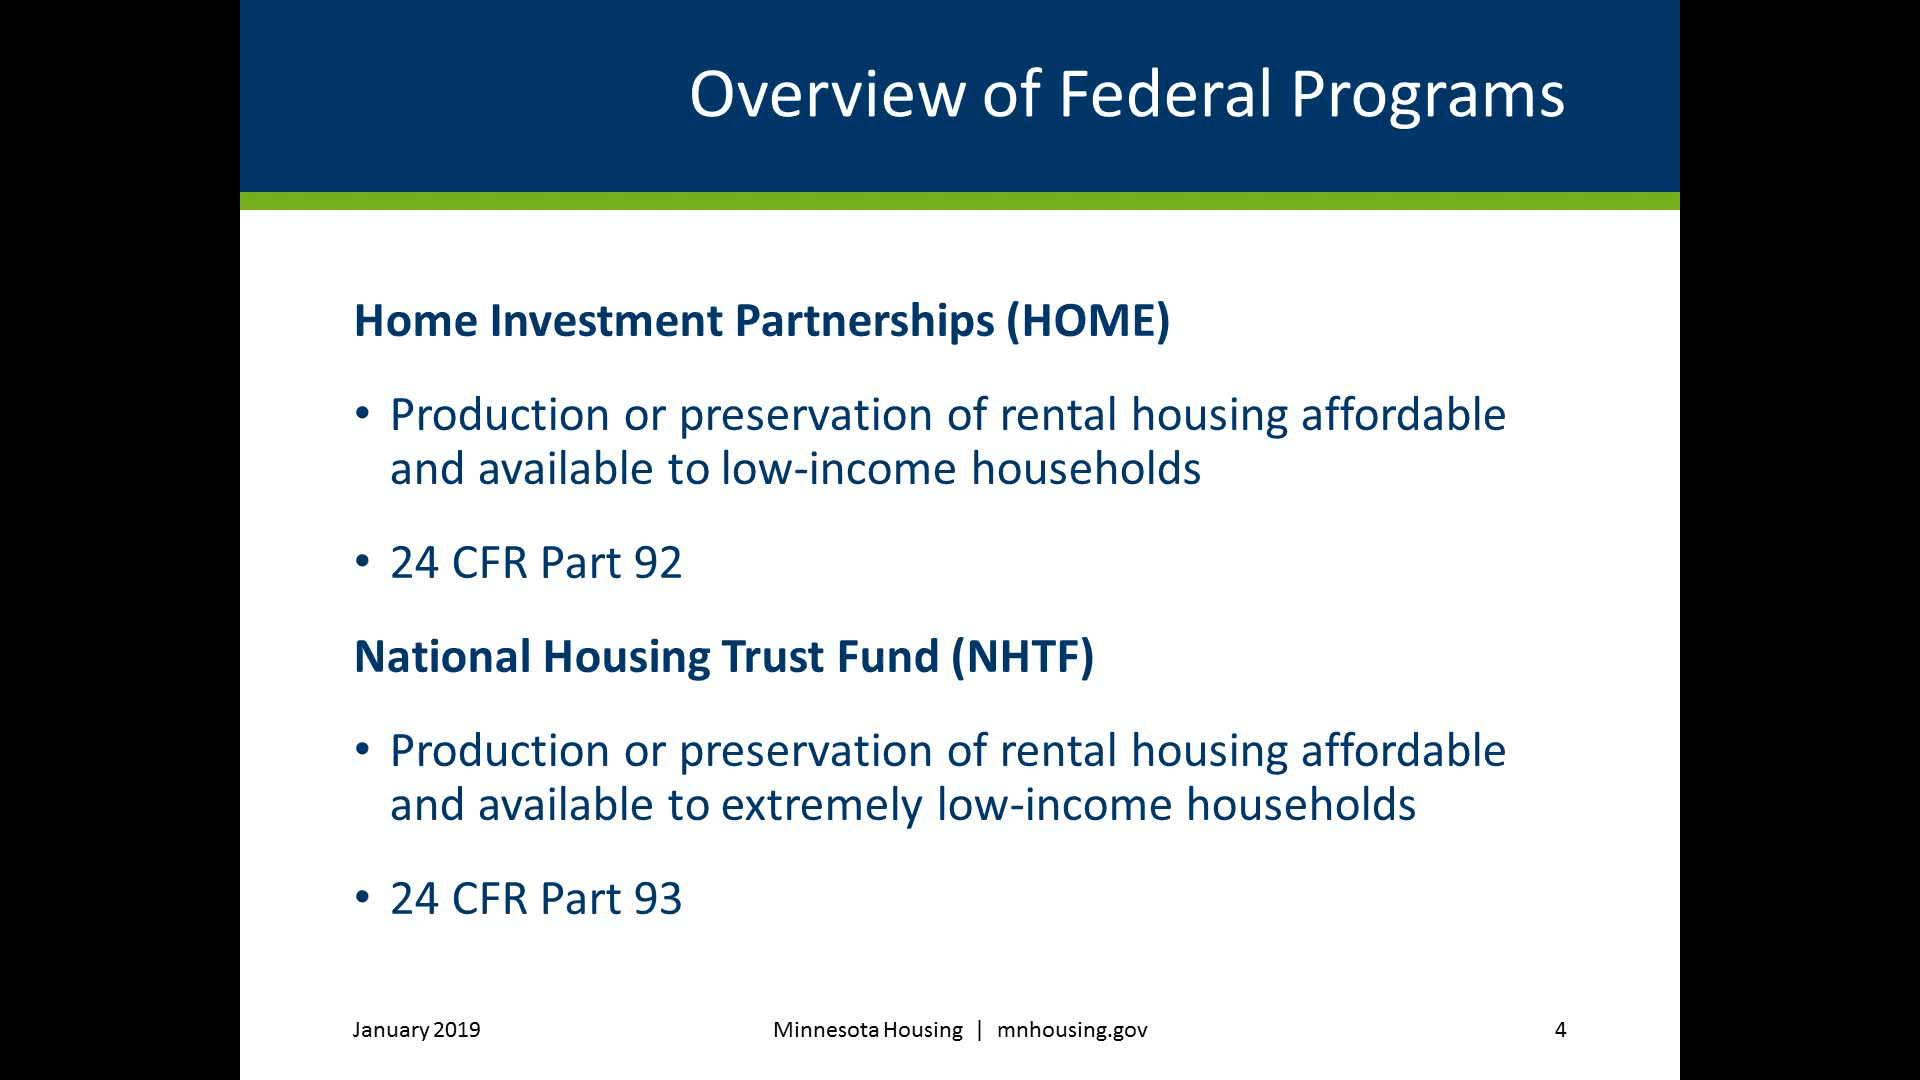 Overview of Federal Programs
Home Investment Partnerships (HOME)
• Production or preservation of rental housing affordable
and available to low-income households
• 24 CFR Part 92
National Housing Trust Fund (NHTF)
• Production or preservation of rental housing affordable
and available to extremely low-income households
• 24 CFR Part 93
January 2019 Minnesota Housing | mnhousing.gov 4